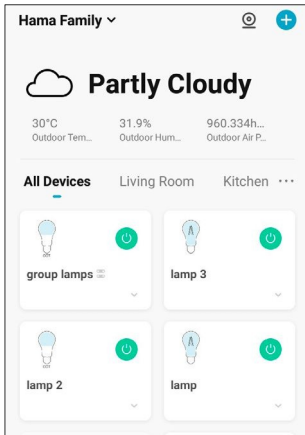 Hama Family
Partly Cloudy
30°C 31.9% 960.334h...
Outdoor Tem... Outdoor Hum... Outdoor Air P...
All Devices Living Room Kitchen ...
group lamps lamp 3
lamp 2 lamp